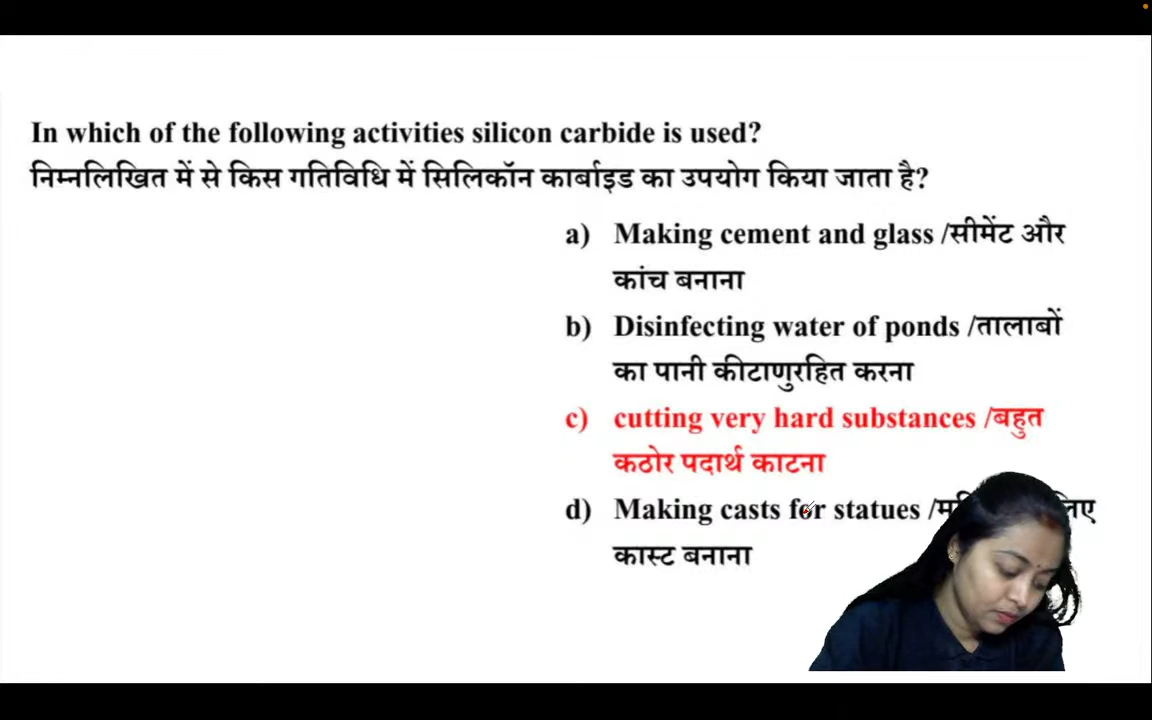 In which of the following activities silicon carbide is used?
निम्नलिखित में से किस गतिविधि में सिलिकॉन कार्बाइड का उपयोग किया जाता है?
a) Making cement and glass /सीमेंट और
कांच बनाना
b) Disinfecting water of ponds /तालाबों
का पानी कीटाणुरहित करना
c) cutting very hard substances /बहुत
कठोर पदार्थ काटना
d) Making casts for statues /
कास्ट बनाना